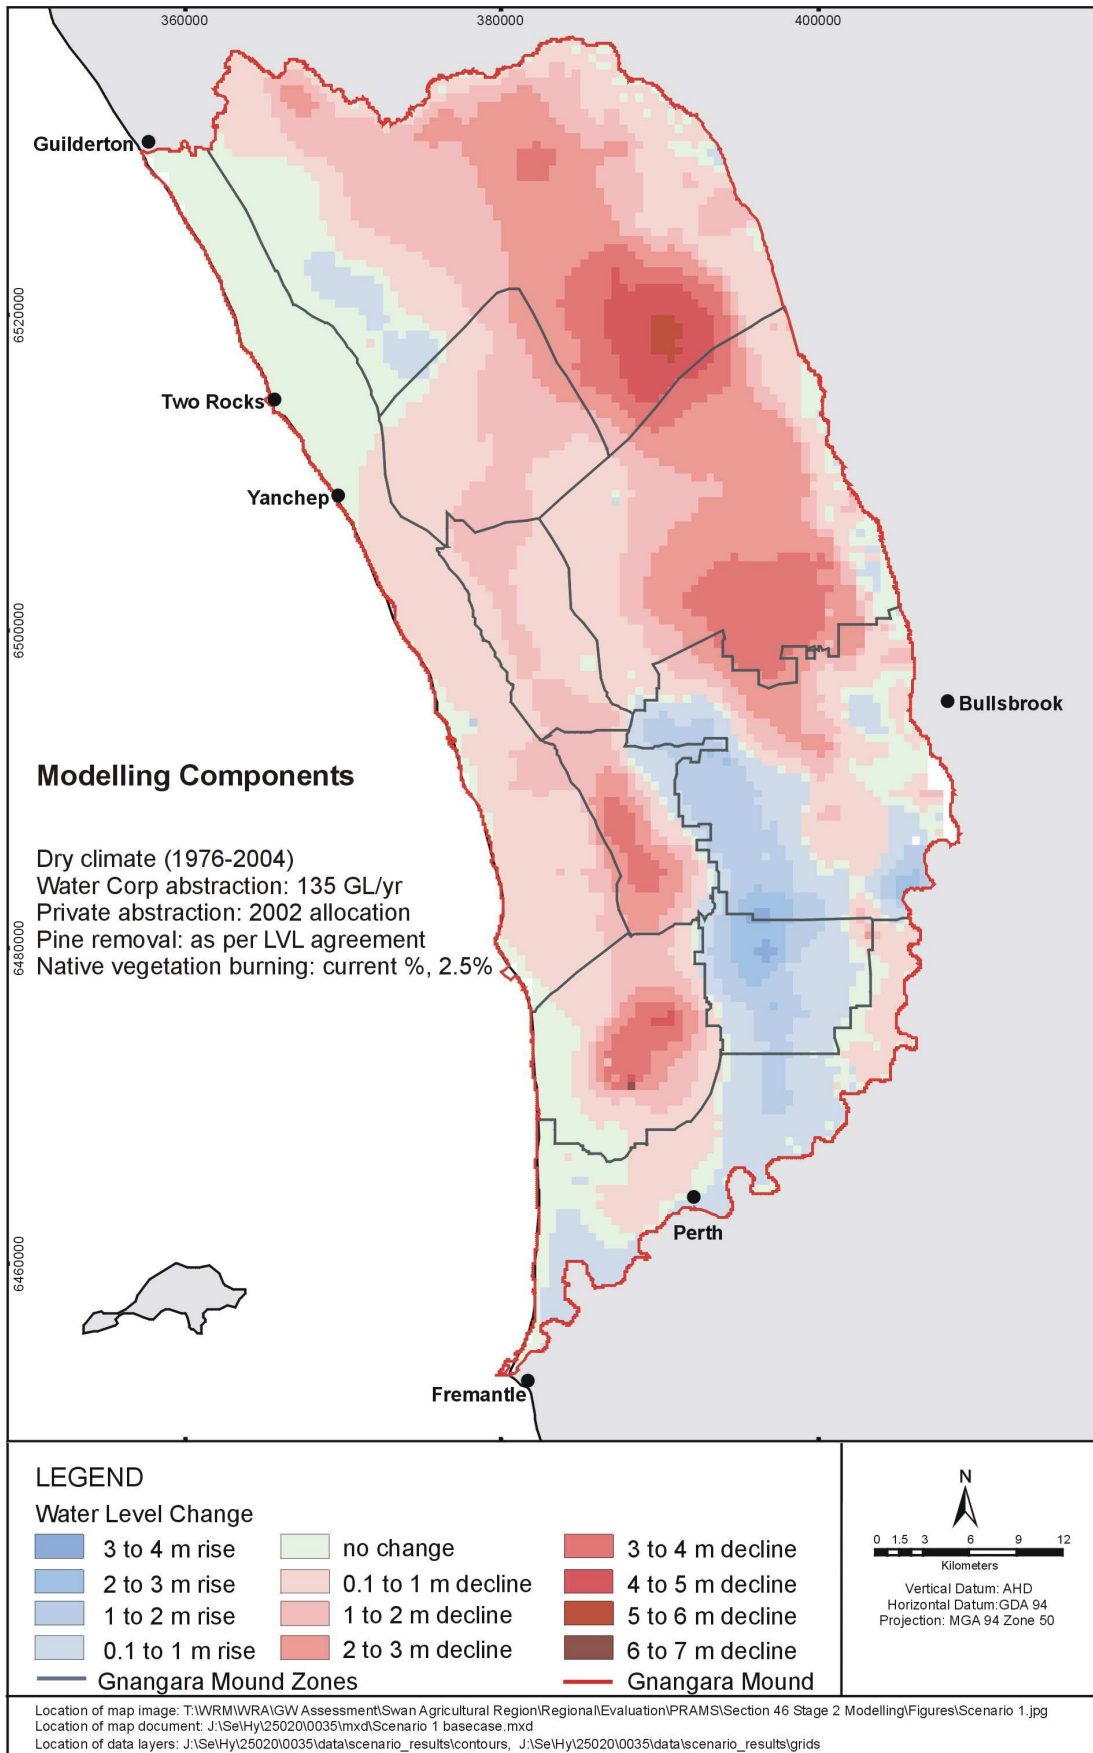 360000
380000
400000
Guilderton
6520000
Two Rocks
Yanchep
6500000
Bullsbrook
Modelling Components
Dry climate (1976-2004)
Water Corp abstraction: 135 GL/yr
Private abstraction: 2002 allocation
Pine removal: as per LVL agreement
Native vegetation burning: current %, 2.5%
6480000
Perth
6460000
Fremantle
LEGEND
Water Level Change
3 to 4 m rise
2 to 3 m rise
1 to 2 m rise
0.1 to 1 m rise
no change
0.1 to 1 m decline
1 to 2 m decline
2 to 3 m decline
3 to 4 m decline
4 to 5 m decline
5 to 6 m decline
6 to 7 m decline
Gnangara Mound Zones
Gnangara Mound
N
0 1.5 3 6 9 12
Kilometers
Vertical Datum: AHD
Horizontal Datum:GDA 94
Projection: MGA 94 Zone 50
Location of map image: T:\WRM\WRA\GW Assessment\Swan Agricultural Region\Regional\Evaluation\PRAMS\Section 46 Stage 2 Modelling\Figures\Scenario 1.jpg
Location of map document: J:\Se\Hy\25020\0035\mxd\Scenario 1 basecase.mxd
Location of data layers: J:\Se\Hy\25020\0035\data\scenario_results\contours, J:\Se\Hy\25020\0035\data\scenario_results\grids